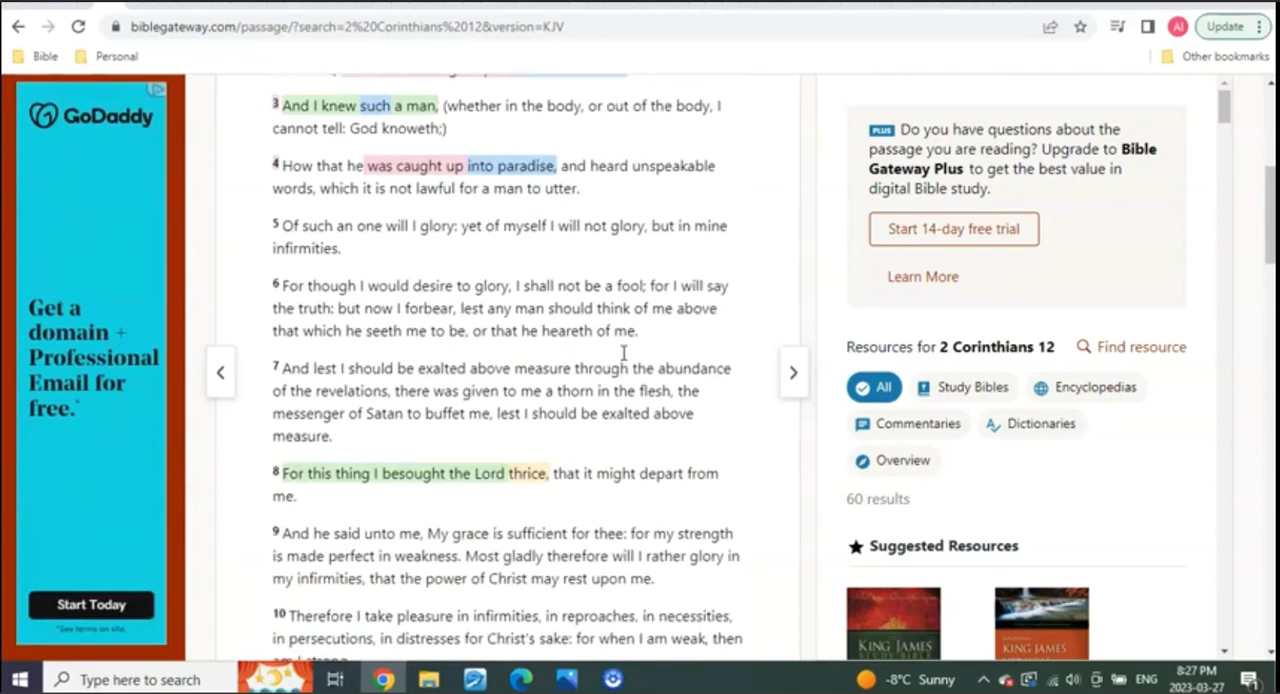 biblegateway.com/passage/?search=2%20Corinthians%2012&version=KJV
AI
Update
Bible
Personal
Other bookmarks
GoDaddy
Get a
domain +
Professional
Email for
free.*
Start Today
*See terms on site.
3 And I knew such a man, (whether in the body, or out of the body, I
cannot tell: God knoweth;)
4 How that he was caught up into paradise, and heard unspeakable
words, which it is not lawful for a man to utter.
5 Of such an one will I glory: yet of myself I will not glory, but in mine
infirmities.
6 For though I would desire to glory, I shall not be a fool; for I will say
the truth: but now I forbear, lest any man should think of me above
that which he seeth me to be, or that he heareth of me.
7 And lest I should be exalted above measure through the abundance
of the revelations, there was given to me a thorn in the flesh, the
messenger of Satan to buffet me, lest I should be exalted above
measure.
8 For this thing I besought the Lord thrice, that it might depart from
me.
9 And he said unto me, My grace is sufficient for thee: for my strength
is made perfect in weakness. Most gladly therefore will I rather glory in
my infirmities, that the power of Christ may rest upon me.
10 Therefore I take pleasure in infirmities, in reproaches, in necessities,
in persecutions, in distresses for Christ's sake: for when I am weak, then
PLUS Do you have questions about the
passage you are reading? Upgrade to Bible
Gateway Plus to get the best value in
digital Bible study.
Start 14-day free trial
Learn More
Resources for 2 Corinthians 12
Find resource
All
Study Bibles
Encyclopedias
Commentaries
Dictionaries
Overview
60 results
Suggested Resources
KING JAMES
STUDY BIBLE
KING JAMES
Type here to search
-8°C Sunny
ENG
8:27 PM
2023-03-27
1